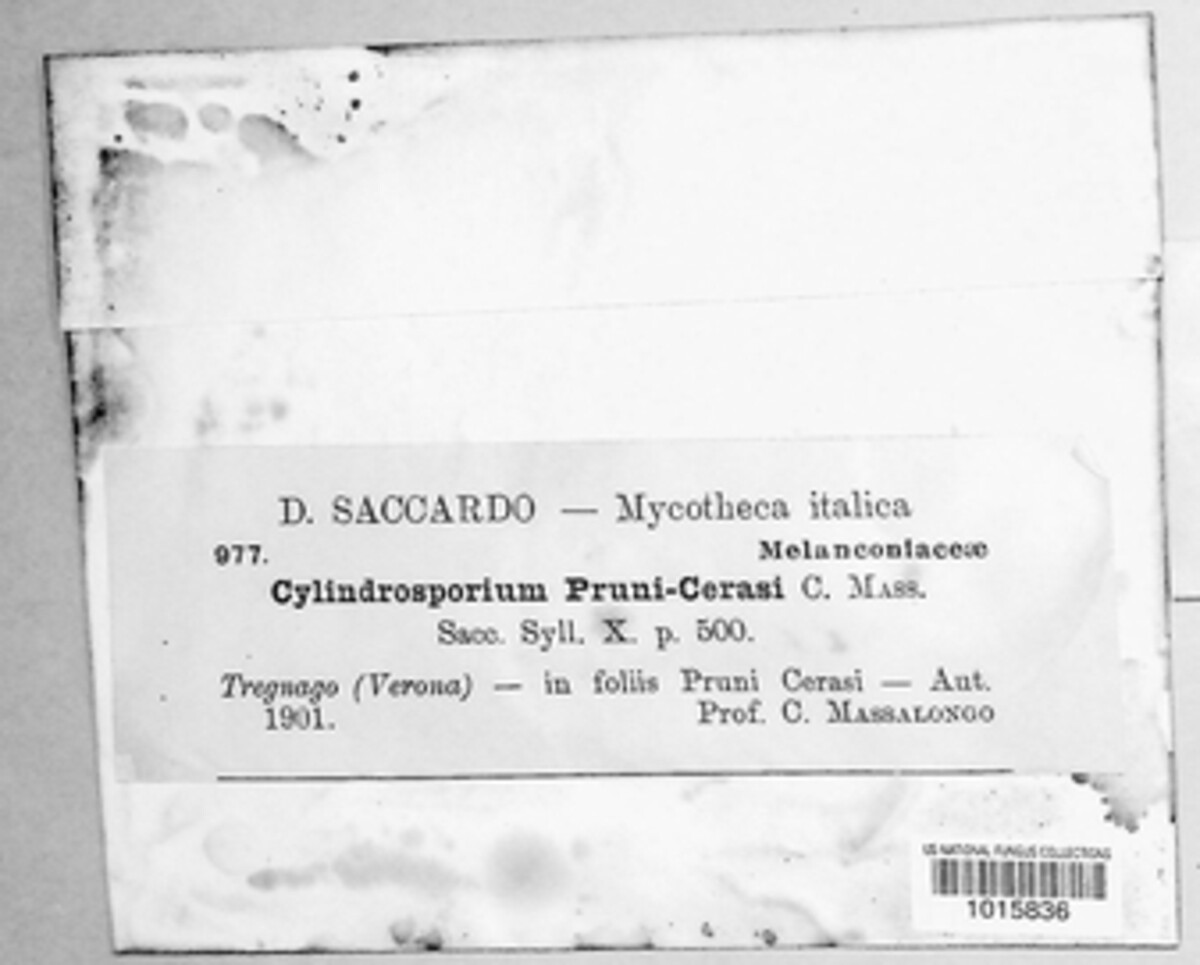 D. SACCARDO — Mycotheca italica
977. Melanconiaceæ
Cylindrosporium Pruni-Cerasi C. MASS.
Sacc. Syll. X. p. 500.
Tregnago (Verona) — in foliis Pruni Cerasi — Aut.
1901. Prof. C. MASSALONGO
US NATIONAL FUNGUS COLLECTIONS
1015836